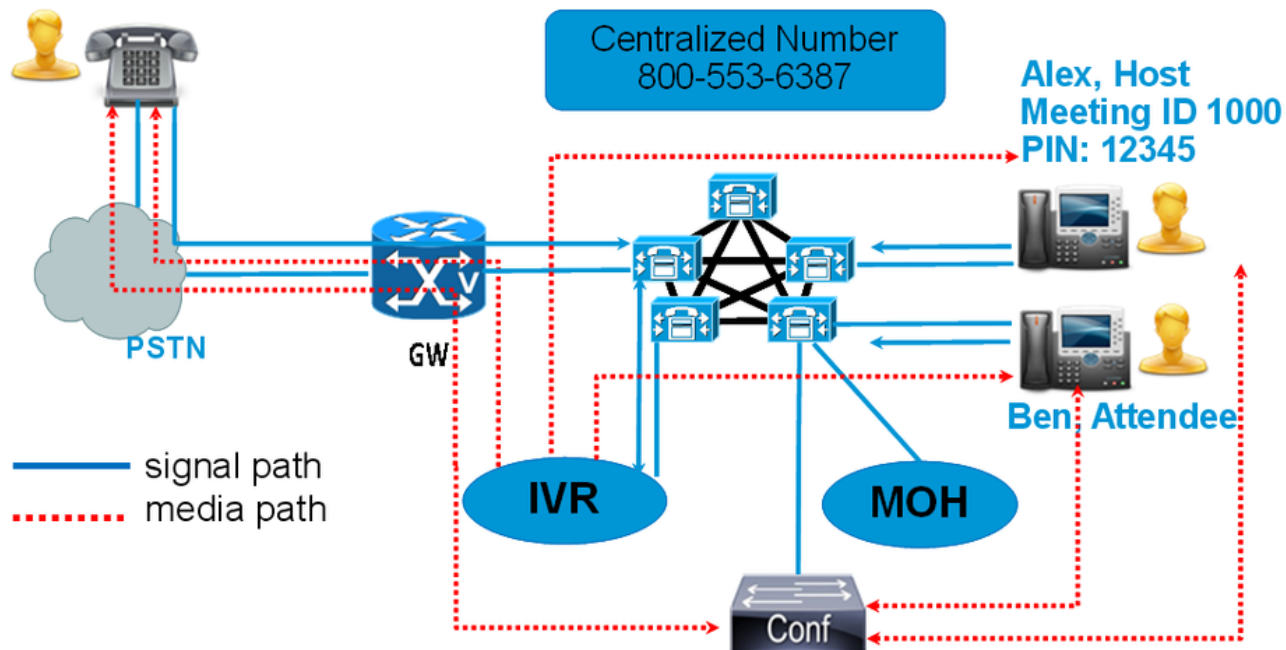 Centralized Number
800-553-6387
Alex, Host
Meeting ID 1000
PIN: 12345
PSTN
V
GW
Ben, Attendee
signal path
media path
IVR
MOH
Conf